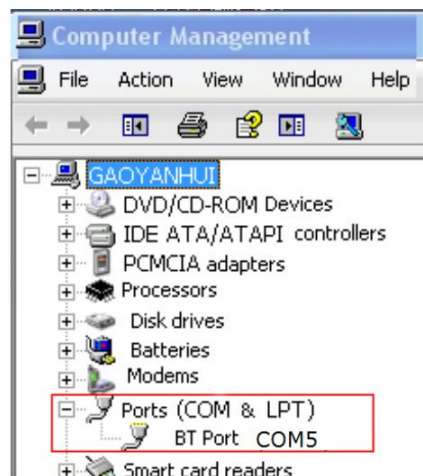 Computer Management
File Action View Window Help
GAOYANHUI
DVD/CD-ROM Devices
IDE ATA/ATAPI controllers
PCMCIA adapters
Processors
Disk drives
Batteries
Modems
Ports (COM & LPT)
BT Port COM5
Smart card readers